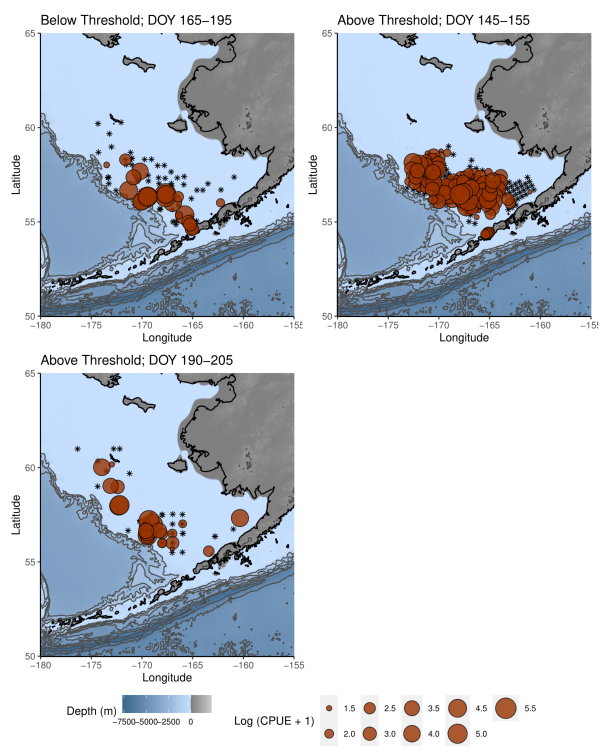 Below Threshold; DOY 165−195
Above Threshold; DOY 145−155
65
60
55
50
Latitude
−180
−175
−170
−165
−160
−155
Longitude
65
60
55
50
Latitude
−180
−175
−170
−165
−160
−155
Longitude
Above Threshold; DOY 190−205
65
60
55
50
Latitude
−180
−175
−170
−165
−160
−155
Longitude
Depth (m)
−7500−5000−2500 0
Log (CPUE + 1)
1.5 2.5 3.5 4.5 5.5
2.0 3.0 4.0 5.0